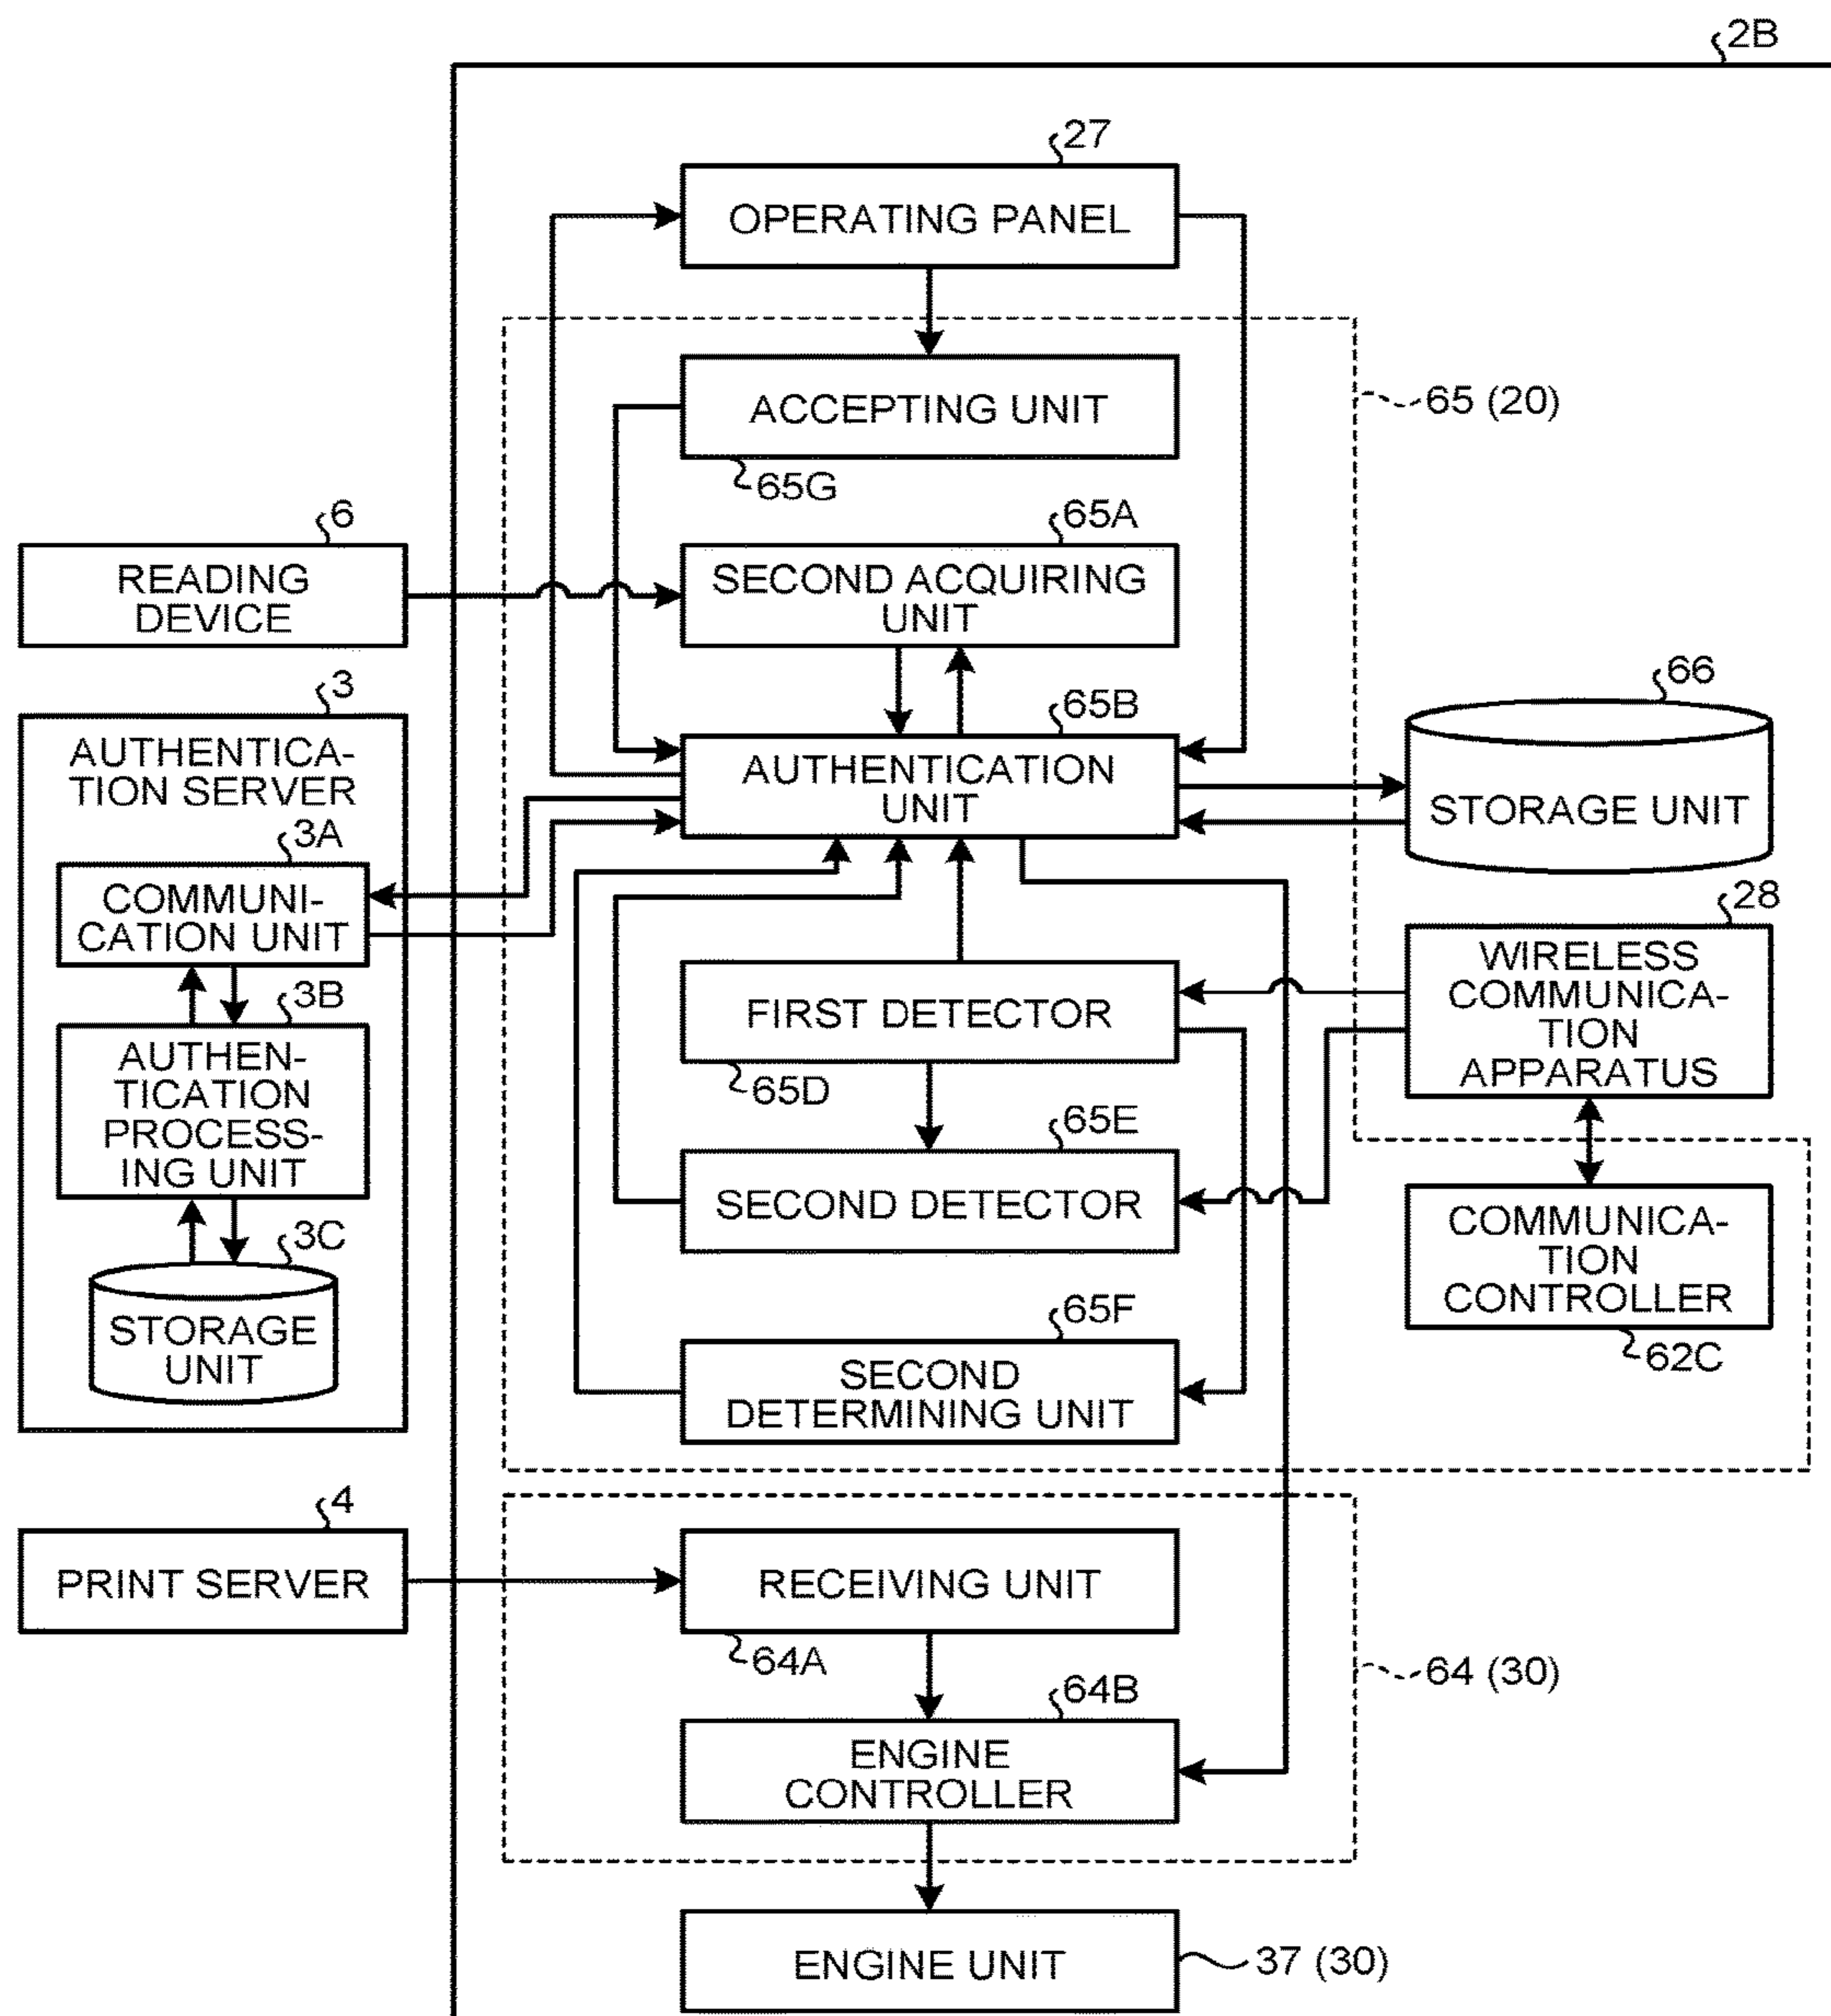 2B
27
OPERATING PANEL
ACCEPTING UNIT
65 (20)
65G
6
65A
READING
DEVICE
SECOND ACQUIRING
UNIT
3
65B
66
AUTHENTICA-
TION SERVER
AUTHENTICATION
UNIT
STORAGE UNIT
3A
COMMUNI-
CATION UNIT
28
WIRELESS
COMMUNICA-
TION
APPARATUS
3B
FIRST DETECTOR
65D
AUTHEN-
TICATION
PROCESS-
ING UNIT
65E
SECOND DETECTOR
COMMUNICA-
TION
CONTROLLER
62C
3C
STORAGE
UNIT
65F
SECOND
DETERMINING UNIT
4
PRINT SERVER
RECEIVING UNIT
64A
64 (30)
64B
ENGINE
CONTROLLER
ENGINE UNIT
37 (30)